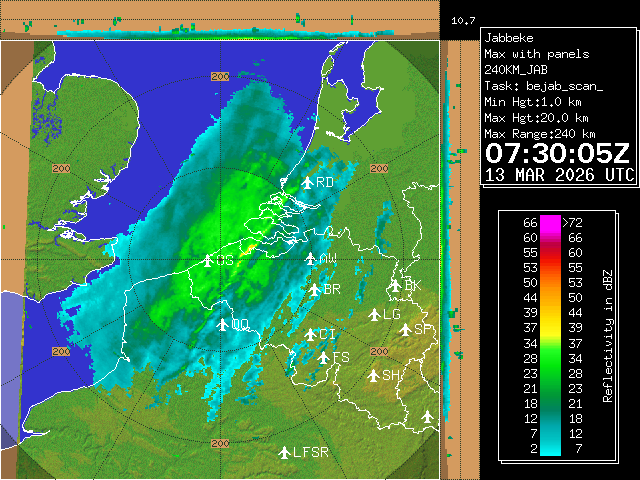 10.7
Jabbeke
Max with panels
240KM_JAB
Task: bejab_scan_
Min Hgt:1.0 km
Max Hgt:20.0 km
Max Range:240 km
07:30:05Z
13 MAR 2026 UTC
200
200
200
RD
OS
AW
BR
BK
QO
LG
CI
SP
200
FS
SH
200
LFSR
66 >72
60 66
55 60
53 55
50 53
44 50
40 44
39 40
37 39
34 37
28 34
23 28
21 23
18 21
12 18
7 12
2 7
Reflectivity in dBZ